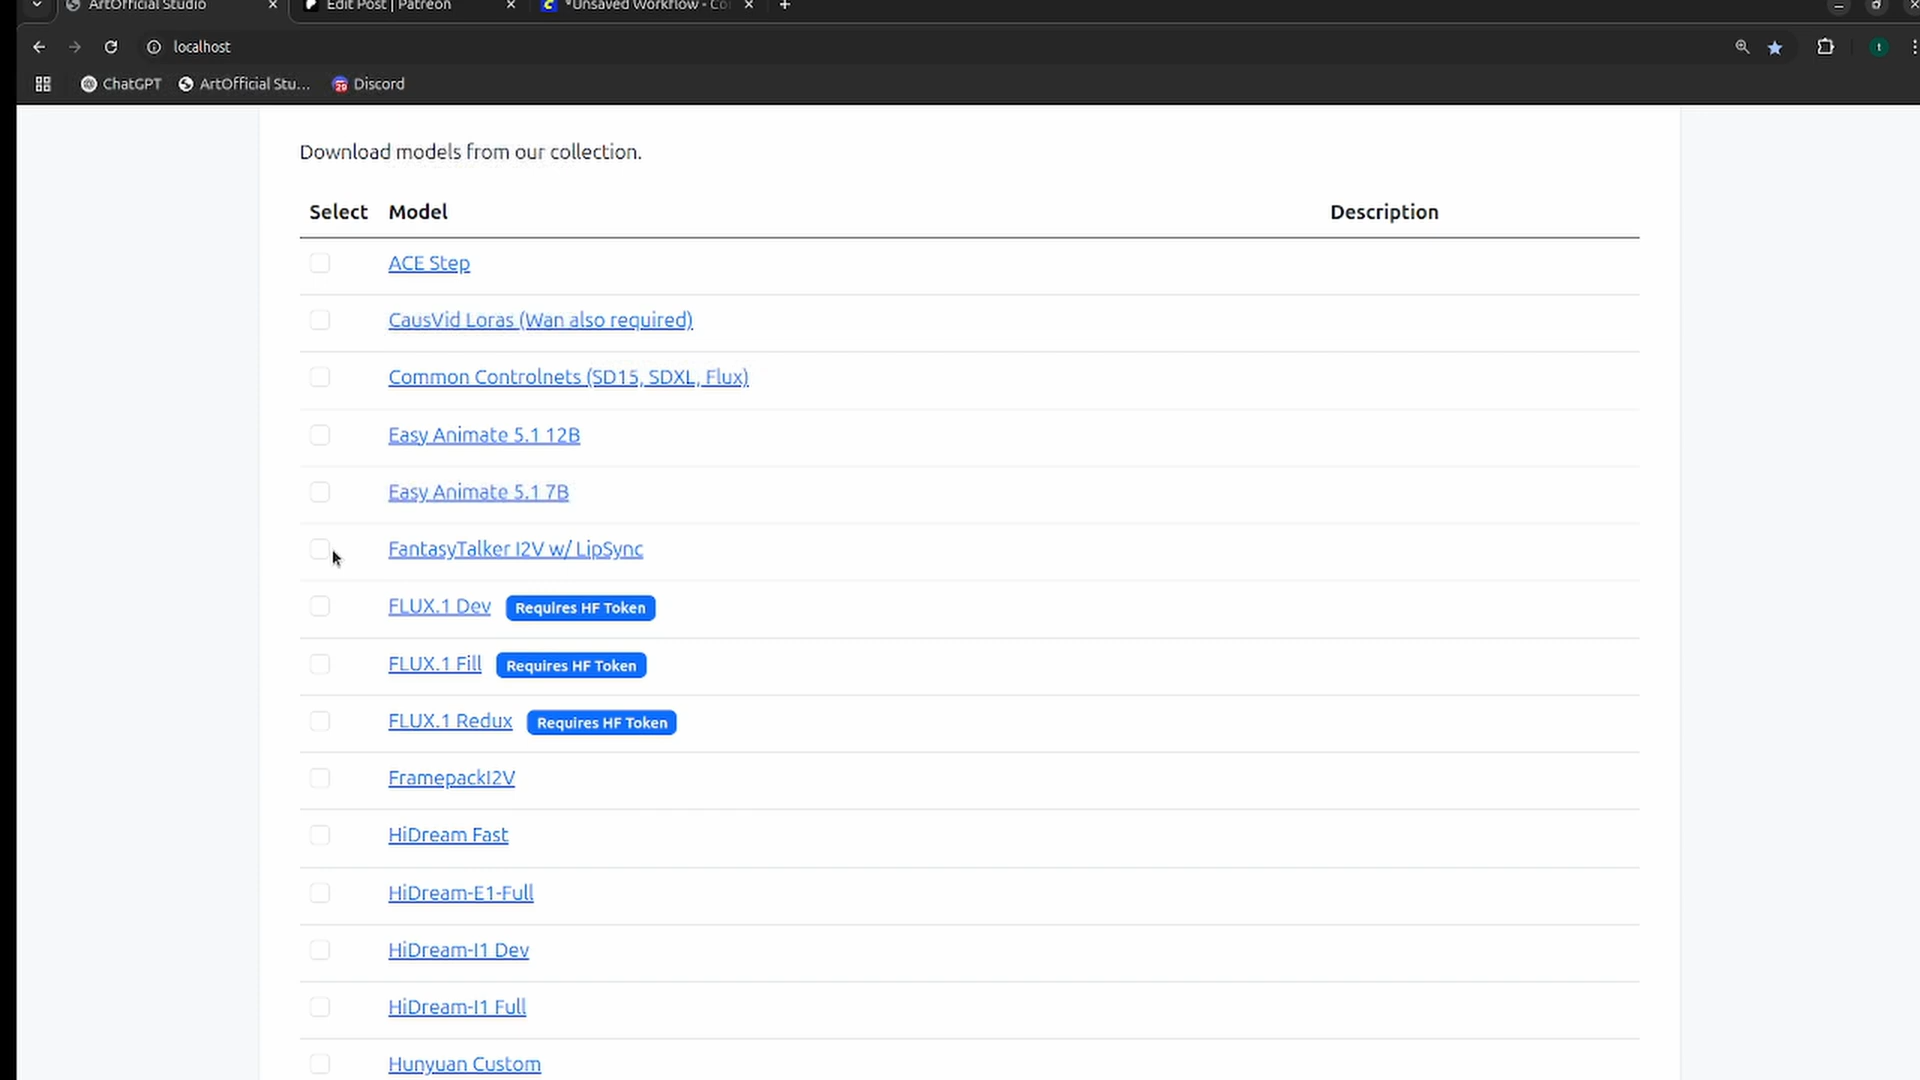 ArtOfficial Studio
Edit Post | Patreon
*Unsaved Workflow - Co
localhost
t
ChatGPT
ArtOfficial Stu...
29
Discord
Download models from our collection.
Select Model Description
ACE Step
CausVid Loras (Wan also required)
Common Controlnets (SD15, SDXL, Flux)
Easy Animate 5.1 12B
Easy Animate 5.1 7B
FantasyTalker I2V w/ LipSync
FLUX.1 Dev Requires HF Token
FLUX.1 Fill Requires HF Token
FLUX.1 Redux Requires HF Token
FramepackI2V
HiDream Fast
HiDream-E1-Full
HiDream-I1 Dev
HiDream-I1 Full
Hunyuan Custom